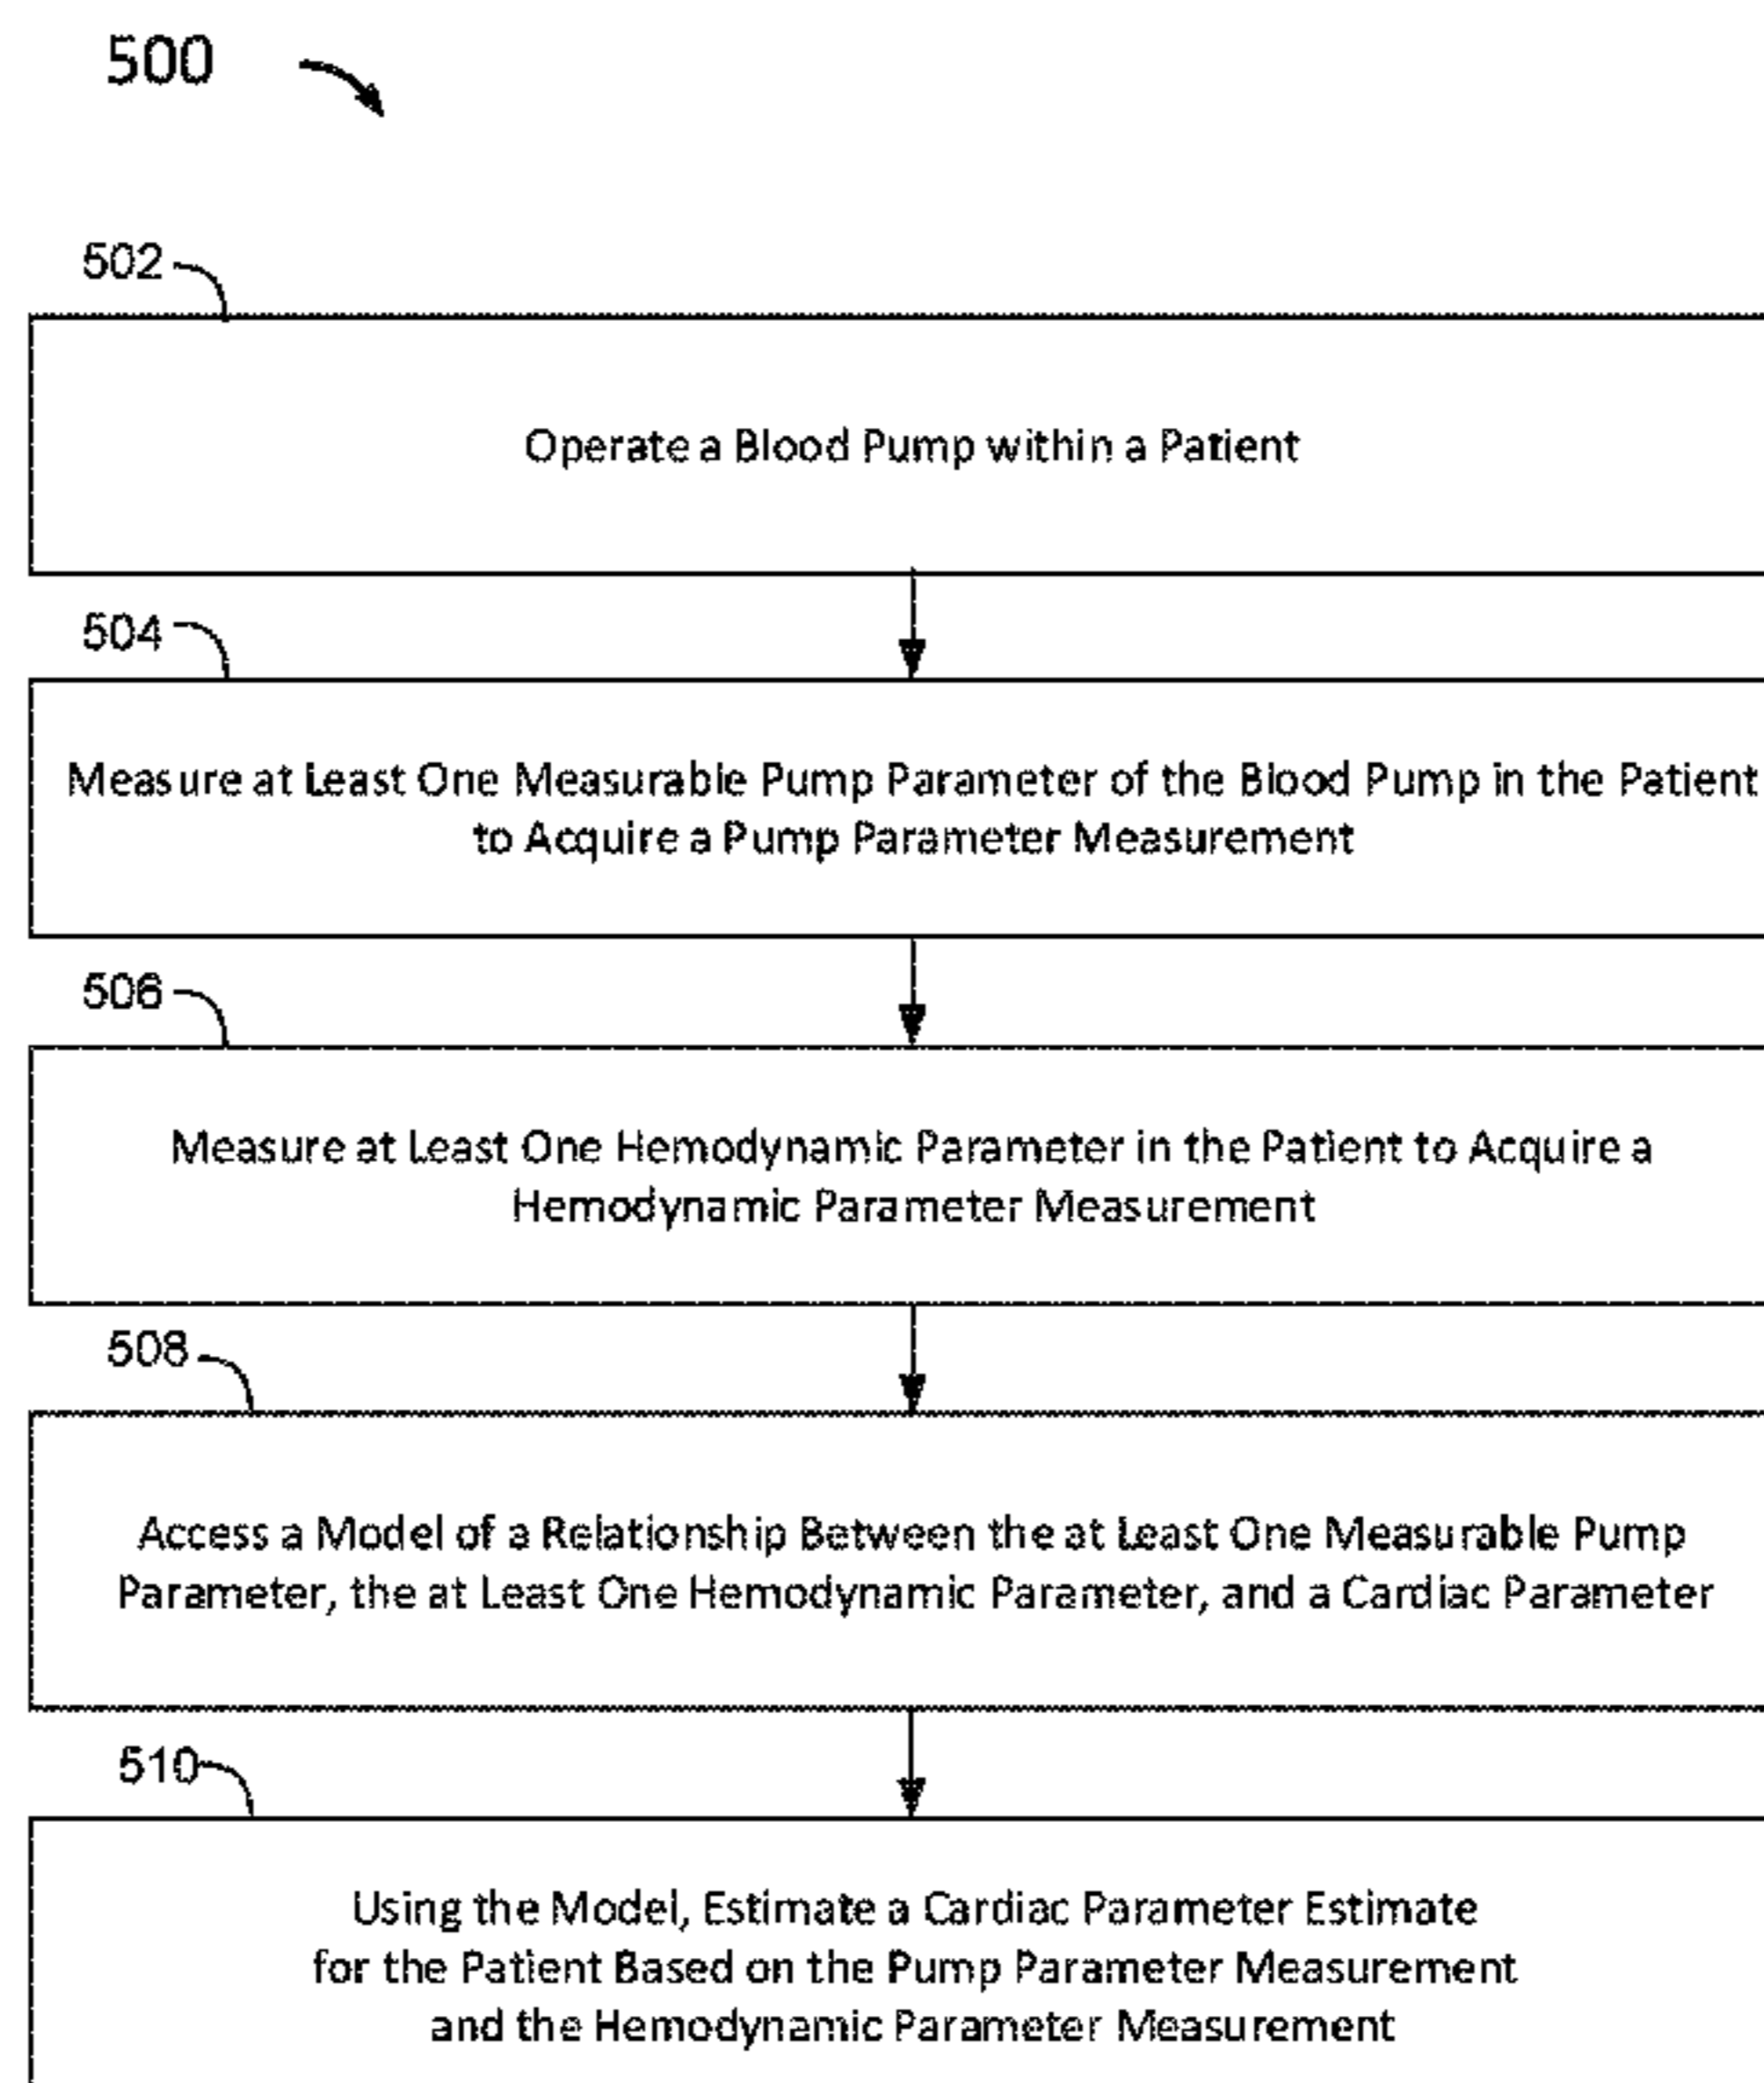 500
502
Operate a Blood Pump within a Patient
504
Measure at Least One Measurable Pump Parameter of the Blood Pump in the Patient
to Acquire a Pump Parameter Measurement
506
Measure at Least One Hemodynamic Parameter in the Patient to Acquire a
Hemodynamic Parameter Measurement
508
Access a Model of a Relationship Between the at Least One Measurable Pump
Parameter, the at Least One Hemodynamic Parameter, and a Cardiac Parameter
510
Using the Model, Estimate a Cardiac Parameter Estimate
for the Patient Based on the Pump Parameter Measurement
and the Hemodynamic Parameter Measurement